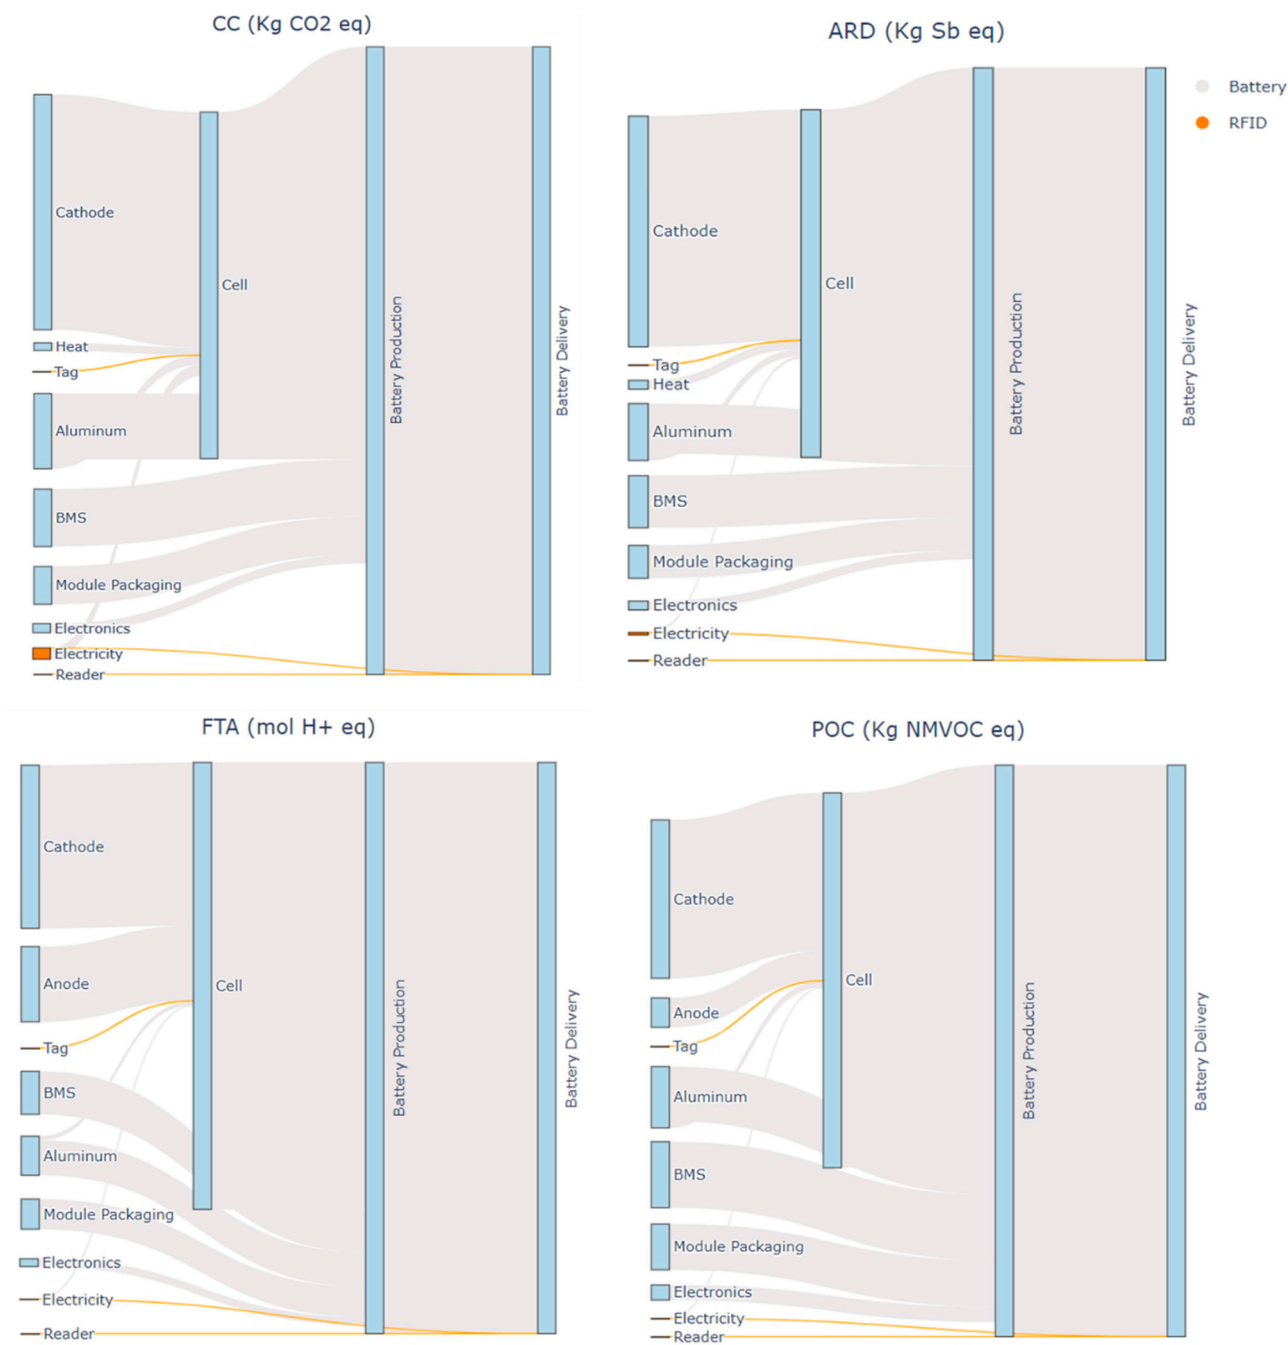 CC (Kg CO2 eq)
Cathode
Cell
Heat
Tag
Aluminum
BMS
Module Packaging
Electronics
Electricity
Reader
Battery Production
Battery Delivery
ARD (Kg Sb eq)
Battery
RFID
Cathode
Cell
Tag
Heat
Aluminum
BMS
Module Packaging
Electronics
Electricity
Reader
Battery Production
Battery Delivery
FTA (mol H+ eq)
Cathode
Anode
Cell
Tag
BMS
Aluminum
Module Packaging
Electronics
Electricity
Reader
Battery Production
Battery Delivery
POC (Kg NMVOC eq)
Cathode
Cell
Anode
Tag
Aluminum
BMS
Module Packaging
Electronics
Electricity
Reader
Battery Production
Battery Delivery